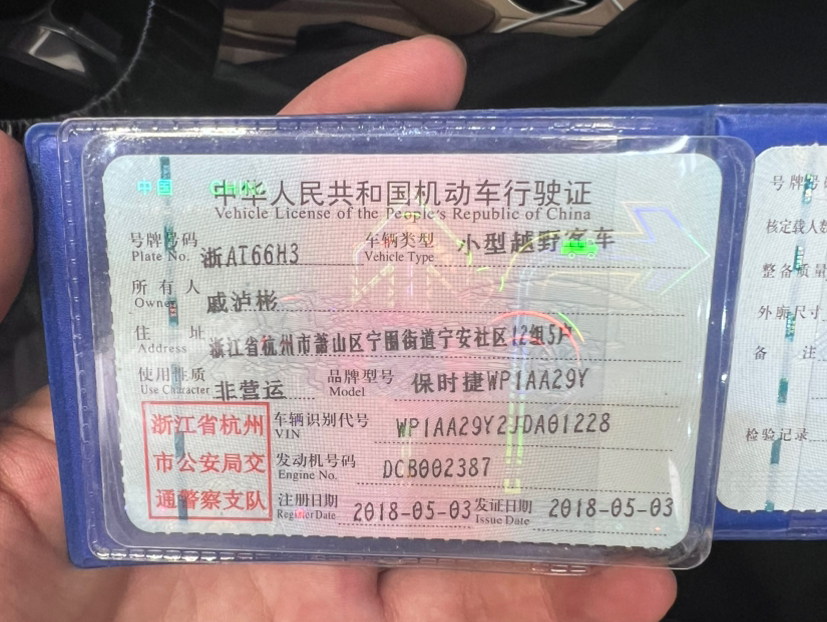 中国
中华人民共和国机动车行驶证
Vehicle License of the People's Republic of China
号牌号码 Plate No. 浙AT66H3 车辆类型 Vehicle Type 小型越野客车
所有人 Owner 戚泸彬
住址 Address 浙江省杭州市萧山区宁围街道宁安社区12组5户
使用性质 Use Character 非营运 品牌型号 Model 保时捷WP1AA29Y
浙江省杭州
市公安局交
通警察支队
车辆识别代号 VIN WP1AA29Y2JDA01228
发动机号码 Engine No. DCB002387
注册日期 Register Date 2018-05-03 发证日期 Issue Date 2018-05-03
号牌号
核定载人数
整备质量
外廓尺寸
备注
检验记录